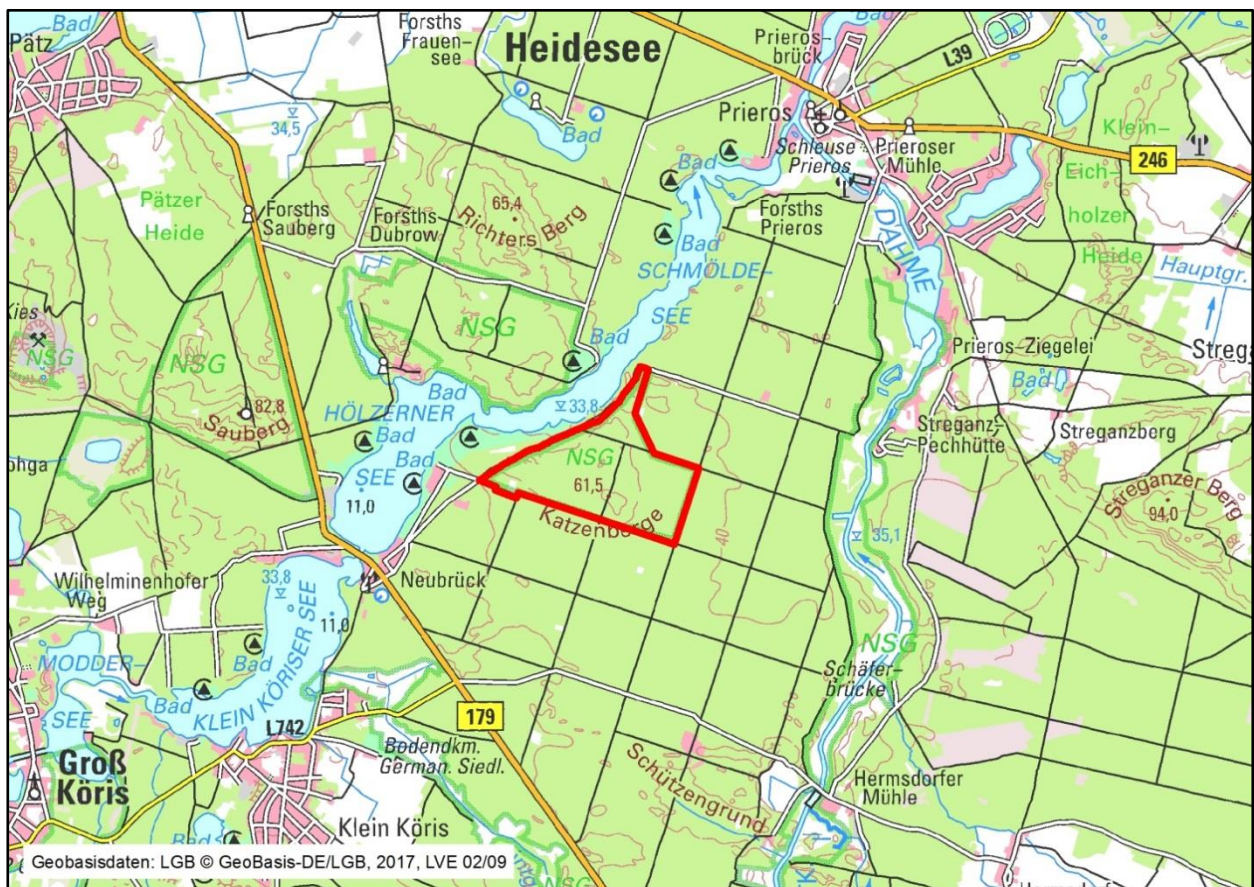 Pätz
Forsths
Frauen-
see
Heidesee
Bad
Prieros-
brück
Bad
L39
34,5
Bad
Prieros
Schleuse
Prieros
Prieroser
Mühle
Klein-
Eich-
holzer
Heide
246
Pätzer
Heide
Forsths
Sauberg
Forsths
Dubrow
65,4
Richters Berg
Bad
Bad
SCHMÖLDE-
SEE
Forsths
Prieros
DAHME
Hauptgr.
Kies
NSG
NSG
NSG
82,8
Sauberg
Bad
Bad
HÖLZERNER
SEE
Bad
Bad
11,0
33,8
NSG
61,5
Katzenberge
40
Prieros-Ziegelei
Bad
Streganz-
Pechhütte
Streganzberg
Streganzer Berg
94,0
35,1
Wilhelminenhofer
Weg
33,8
11,0
Neubrück
MODDER-
SEE
Bad
Bad
KLEIN KÖRISER SEE
L742
179
NSG
Schäfer-
brücke
Groß
Köris
Bodendkm.
German. Siedl.
Schützengrund
Hermsdorfer
Mühle
Klein Köris
Bad
NSG
Geobasisdaten: LGB © GeoBasis-DE/LGB, 2017, LVE 02/09